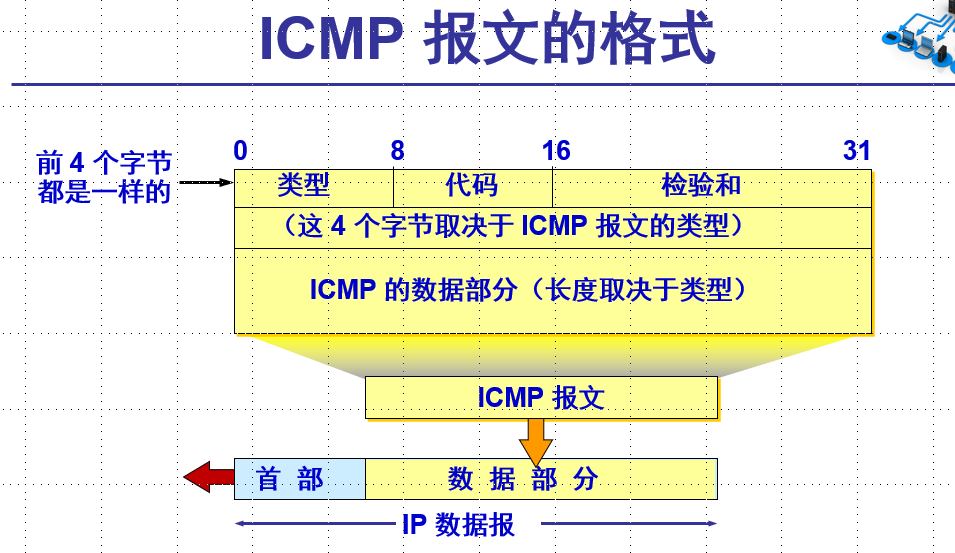 ICMP 报文的格式
前 4 个字节
都是一样的
0 8 16 31
类型 代码 检验和
（这 4 个字节取决于 ICMP 报文的类型）
ICMP 的数据部分（长度取决于类型）
ICMP 报文
首 部 数 据 部 分
IP 数据报